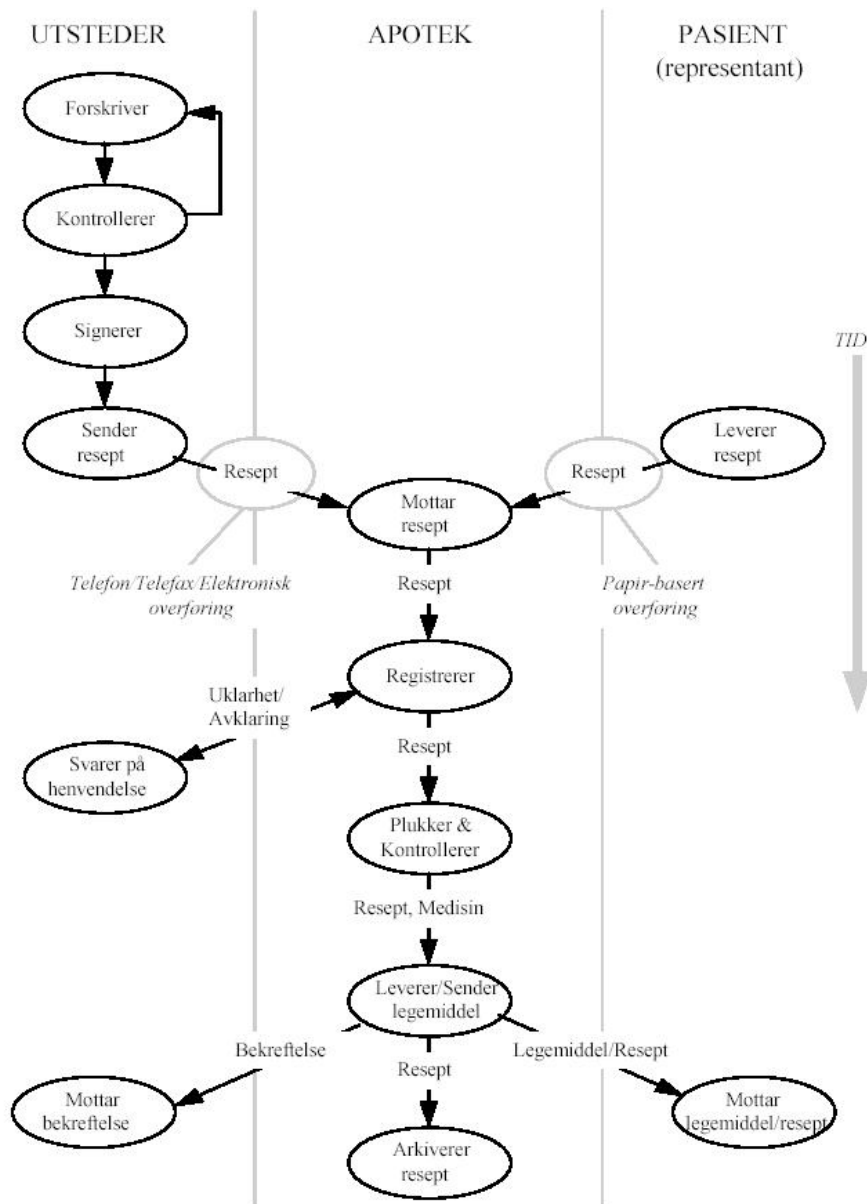 UTSTEDER
APOTEK
PASIENT
(representant)
Forskriver
Kontrollerer
Signerer
TID
Sender
resept
Resept
Resept
Leverer
resept
Mottar
resept
Telefon/Telefax/Elektronisk
overføring
Resept
Papir-basert
overføring
Registrerer
Uklarhet/
Avklaring
Resept
Svarer på
henvendelse
Plukker &
Kontrollerer
Resept, Medisin
Leverer/Sender
legemiddel
Bekreftelse
Legemiddel/Resept
Resept
Mottar
bekreftelse
Mottar
legemiddel/resept
Arkiverer
resept